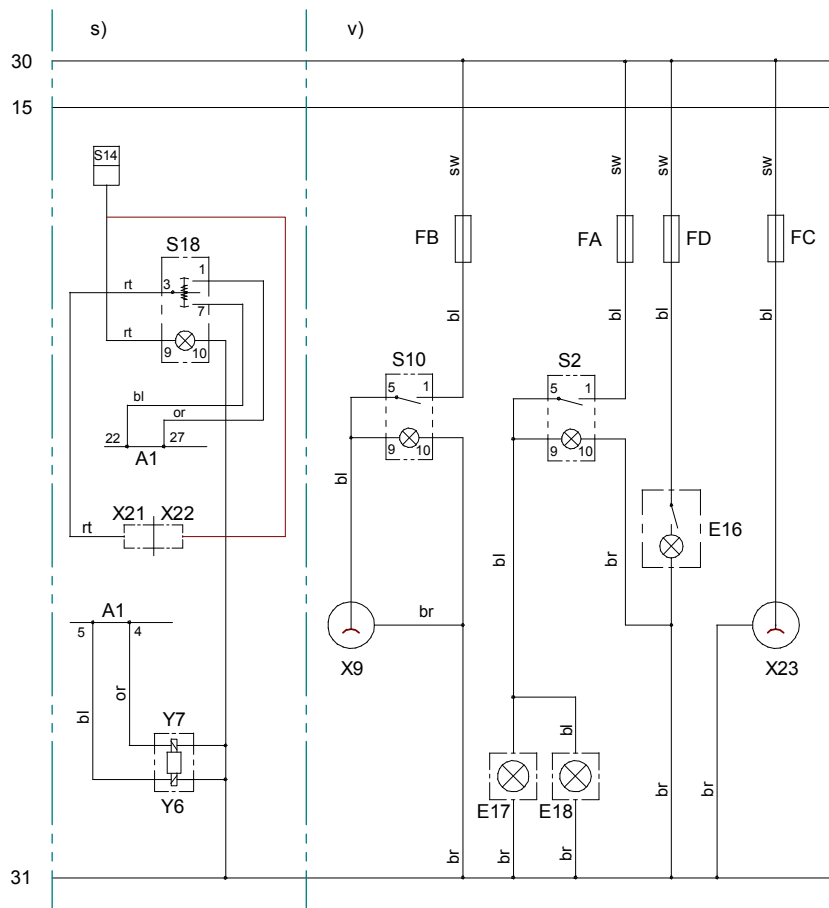 s) v)
30
15
S14
sw sw sw sw
S18
FB FA FD FC
1
rt 3
7
bl bl bl bl
rt
9 10
S10 S2
5 1 5 1
bl
or
22 27
A1
9 10 9 10
bl
X21 X22
rt
E16
bl br
A1
5 4
br
X9 X23
or
bl
Y7
bl
Y6
E17 E18
br br
br br br
31